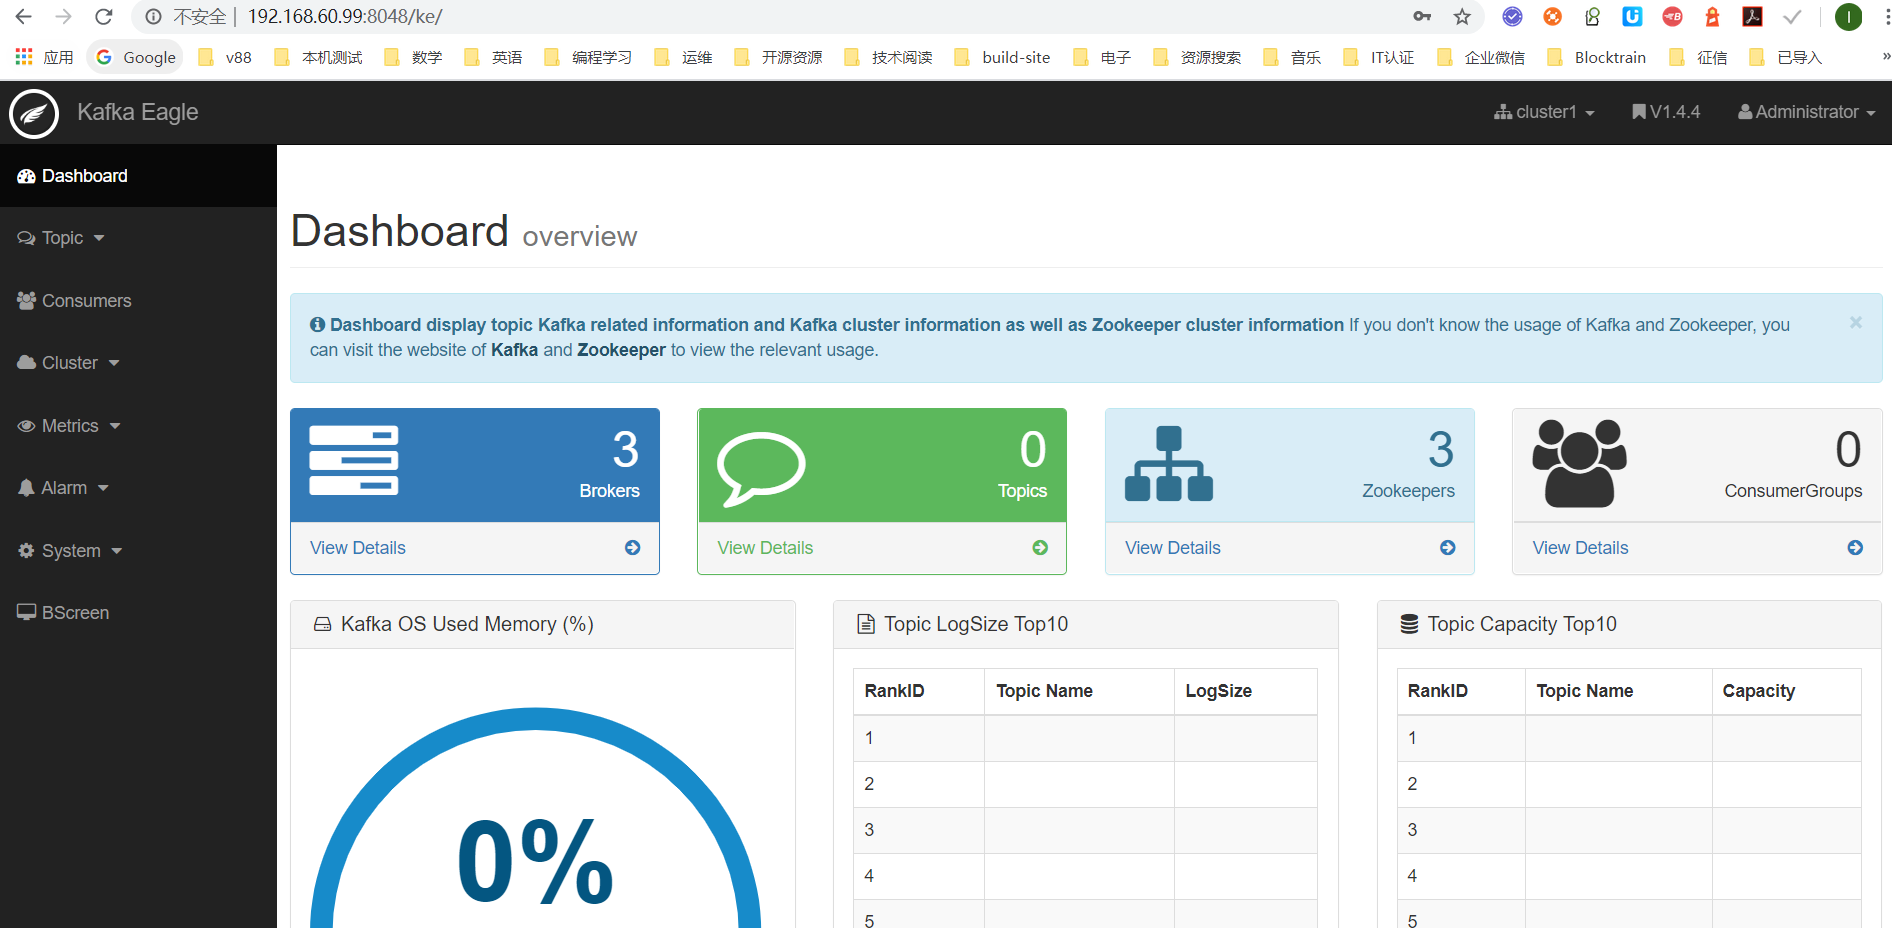 不安全 | 192.168.60.99:8048/ke/
应用 Google v88 本机测试 数学 英语 编程学习 运维 开源资源 技术阅读 build-site 电子 资源搜索 音乐 IT认证 企业微信 Blocktrain 征信 已导入 »
Kafka Eagle cluster1 V1.4.4 Administrator
Dashboard
Topic
Consumers
Cluster
Metrics
Alarm
System
BScreen
Dashboard overview
Dashboard display topic Kafka related information and Kafka cluster information as well as Zookeeper cluster information If you don't know the usage of Kafka and Zookeeper, you
can visit the website of Kafka and Zookeeper to view the relevant usage.
×
3
Brokers
View Details
0
Topics
View Details
3
Zookeepers
View Details
0
ConsumerGroups
View Details
Kafka OS Used Memory (%)
0%
Topic LogSize Top10
RankID Topic Name LogSize
1
2
3
4
5
Topic Capacity Top10
RankID Topic Name Capacity
1
2
3
4
5